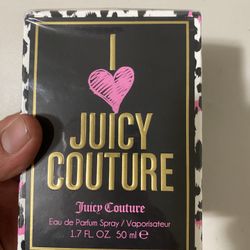 I
JUICY
COUTURE
Juicy Couture
Eau de Parfum Spray / Vaporisateur
1.7 FL. OZ. 50 ml ℮